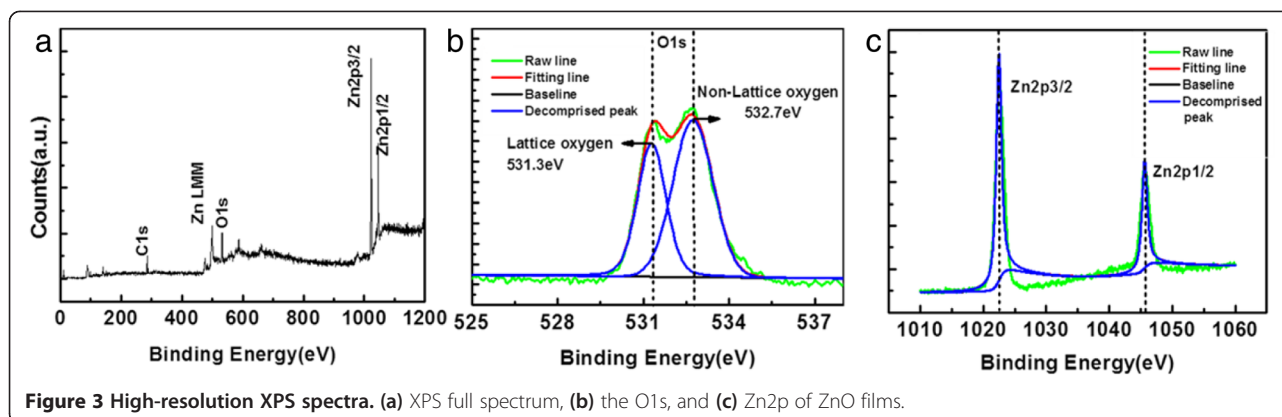 a
Counts(a.u.)
C1s
Zn LMM
O1s
Zn2p3/2
Zn2p1/2
0 200 400 600 800 1000 1200
Binding Energy(eV)
b
O1s
Raw line
Fitting line
Baseline
Decomprised peak
Non-Lattice oxygen
532.7eV
Lattice oxygen
531.3eV
525 528 531 534 537
Binding Energy(eV)
c
Raw line
Fitting line
Baseline
Decomprised
peak
Zn2p3/2
Zn2p1/2
1010 1020 1030 1040 1050 1060
Binding Energy(eV)
Figure 3 High-resolution XPS spectra. (a) XPS full spectrum, (b) the O1s, and (c) Zn2p of ZnO films.